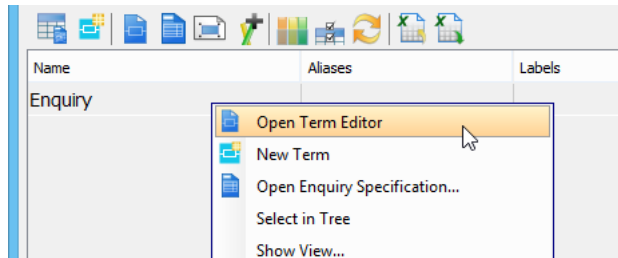 Name Aliases Labels
Enquiry
Open Term Editor
New Term
Open Enquiry Specification...
Select in Tree
Show View...